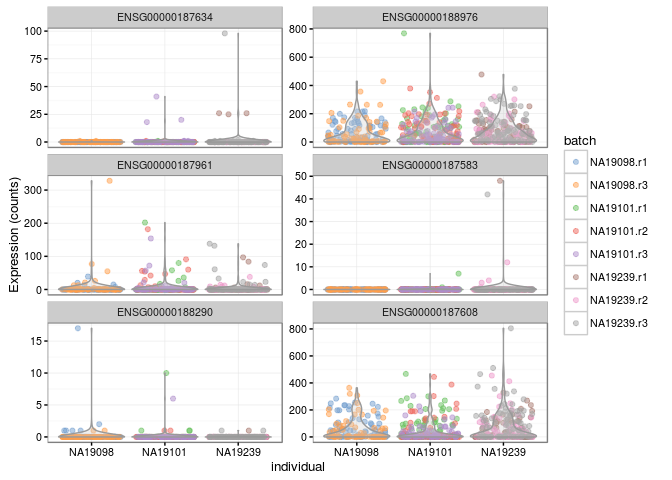 ENSG00000187634
ENSG00000188976
100
75
50
25
0
800
600
400
200
0
ENSG00000187961
ENSG00000187583
300
200
100
0
50
40
30
20
10
0
ENSG00000188290
ENSG00000187608
15
10
5
0
800
600
400
200
0
NA19098 NA19101 NA19239
NA19098 NA19101 NA19239
individual
Expression (counts)
batch
NA19098.r1
NA19098.r3
NA19101.r1
NA19101.r2
NA19101.r3
NA19239.r1
NA19239.r2
NA19239.r3